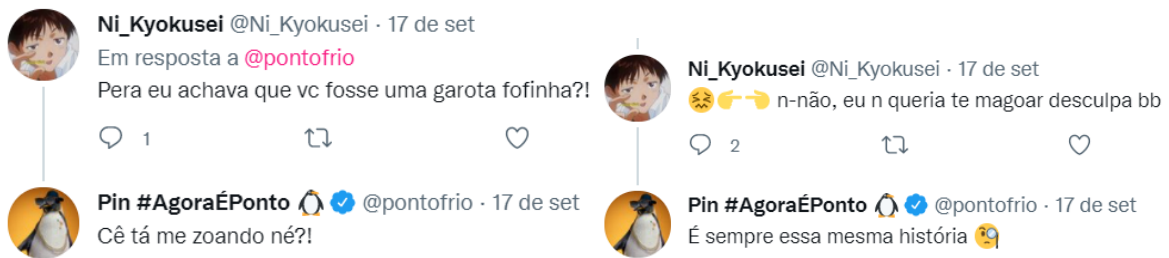 Ni_Kyokusei @Ni_Kyokusei · 17 de set
Em resposta a @pontofrio
Pera eu achava que vc fosse uma garota fofinha?!
1
Pin #AgoraÉPonto 🐧 @pontofrio · 17 de set
Cê tá me zoando né?!
Ni_Kyokusei @Ni_Kyokusei · 17 de set
😖👉👈 n-não, eu n queria te magoar desculpa bb
2
Pin #AgoraÉPonto 🐧 @pontofrio · 17 de set
É sempre essa mesma história 🧐